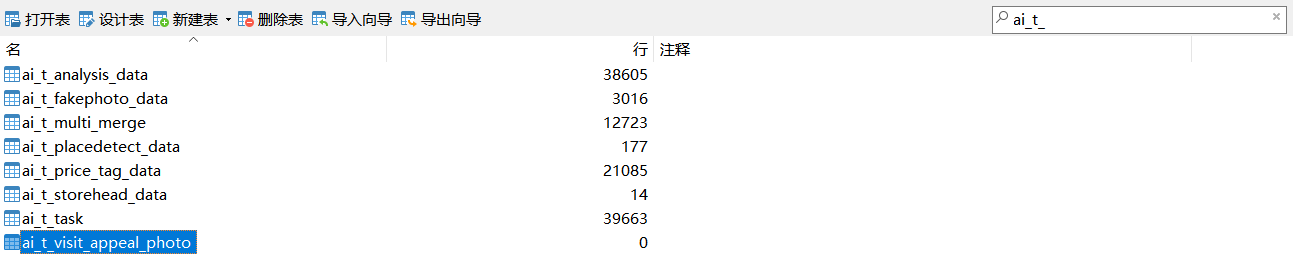 打开表 设计表 新建表 删除表 导入向导 导出向导 ai_t_
名 行 注释
ai_t_analysis_data 38605
ai_t_fakephoto_data 3016
ai_t_multi_merge 12723
ai_t_placedetect_data 177
ai_t_price_tag_data 21085
ai_t_storehead_data 14
ai_t_task 39663
ai_t_visit_appeal_photo 0